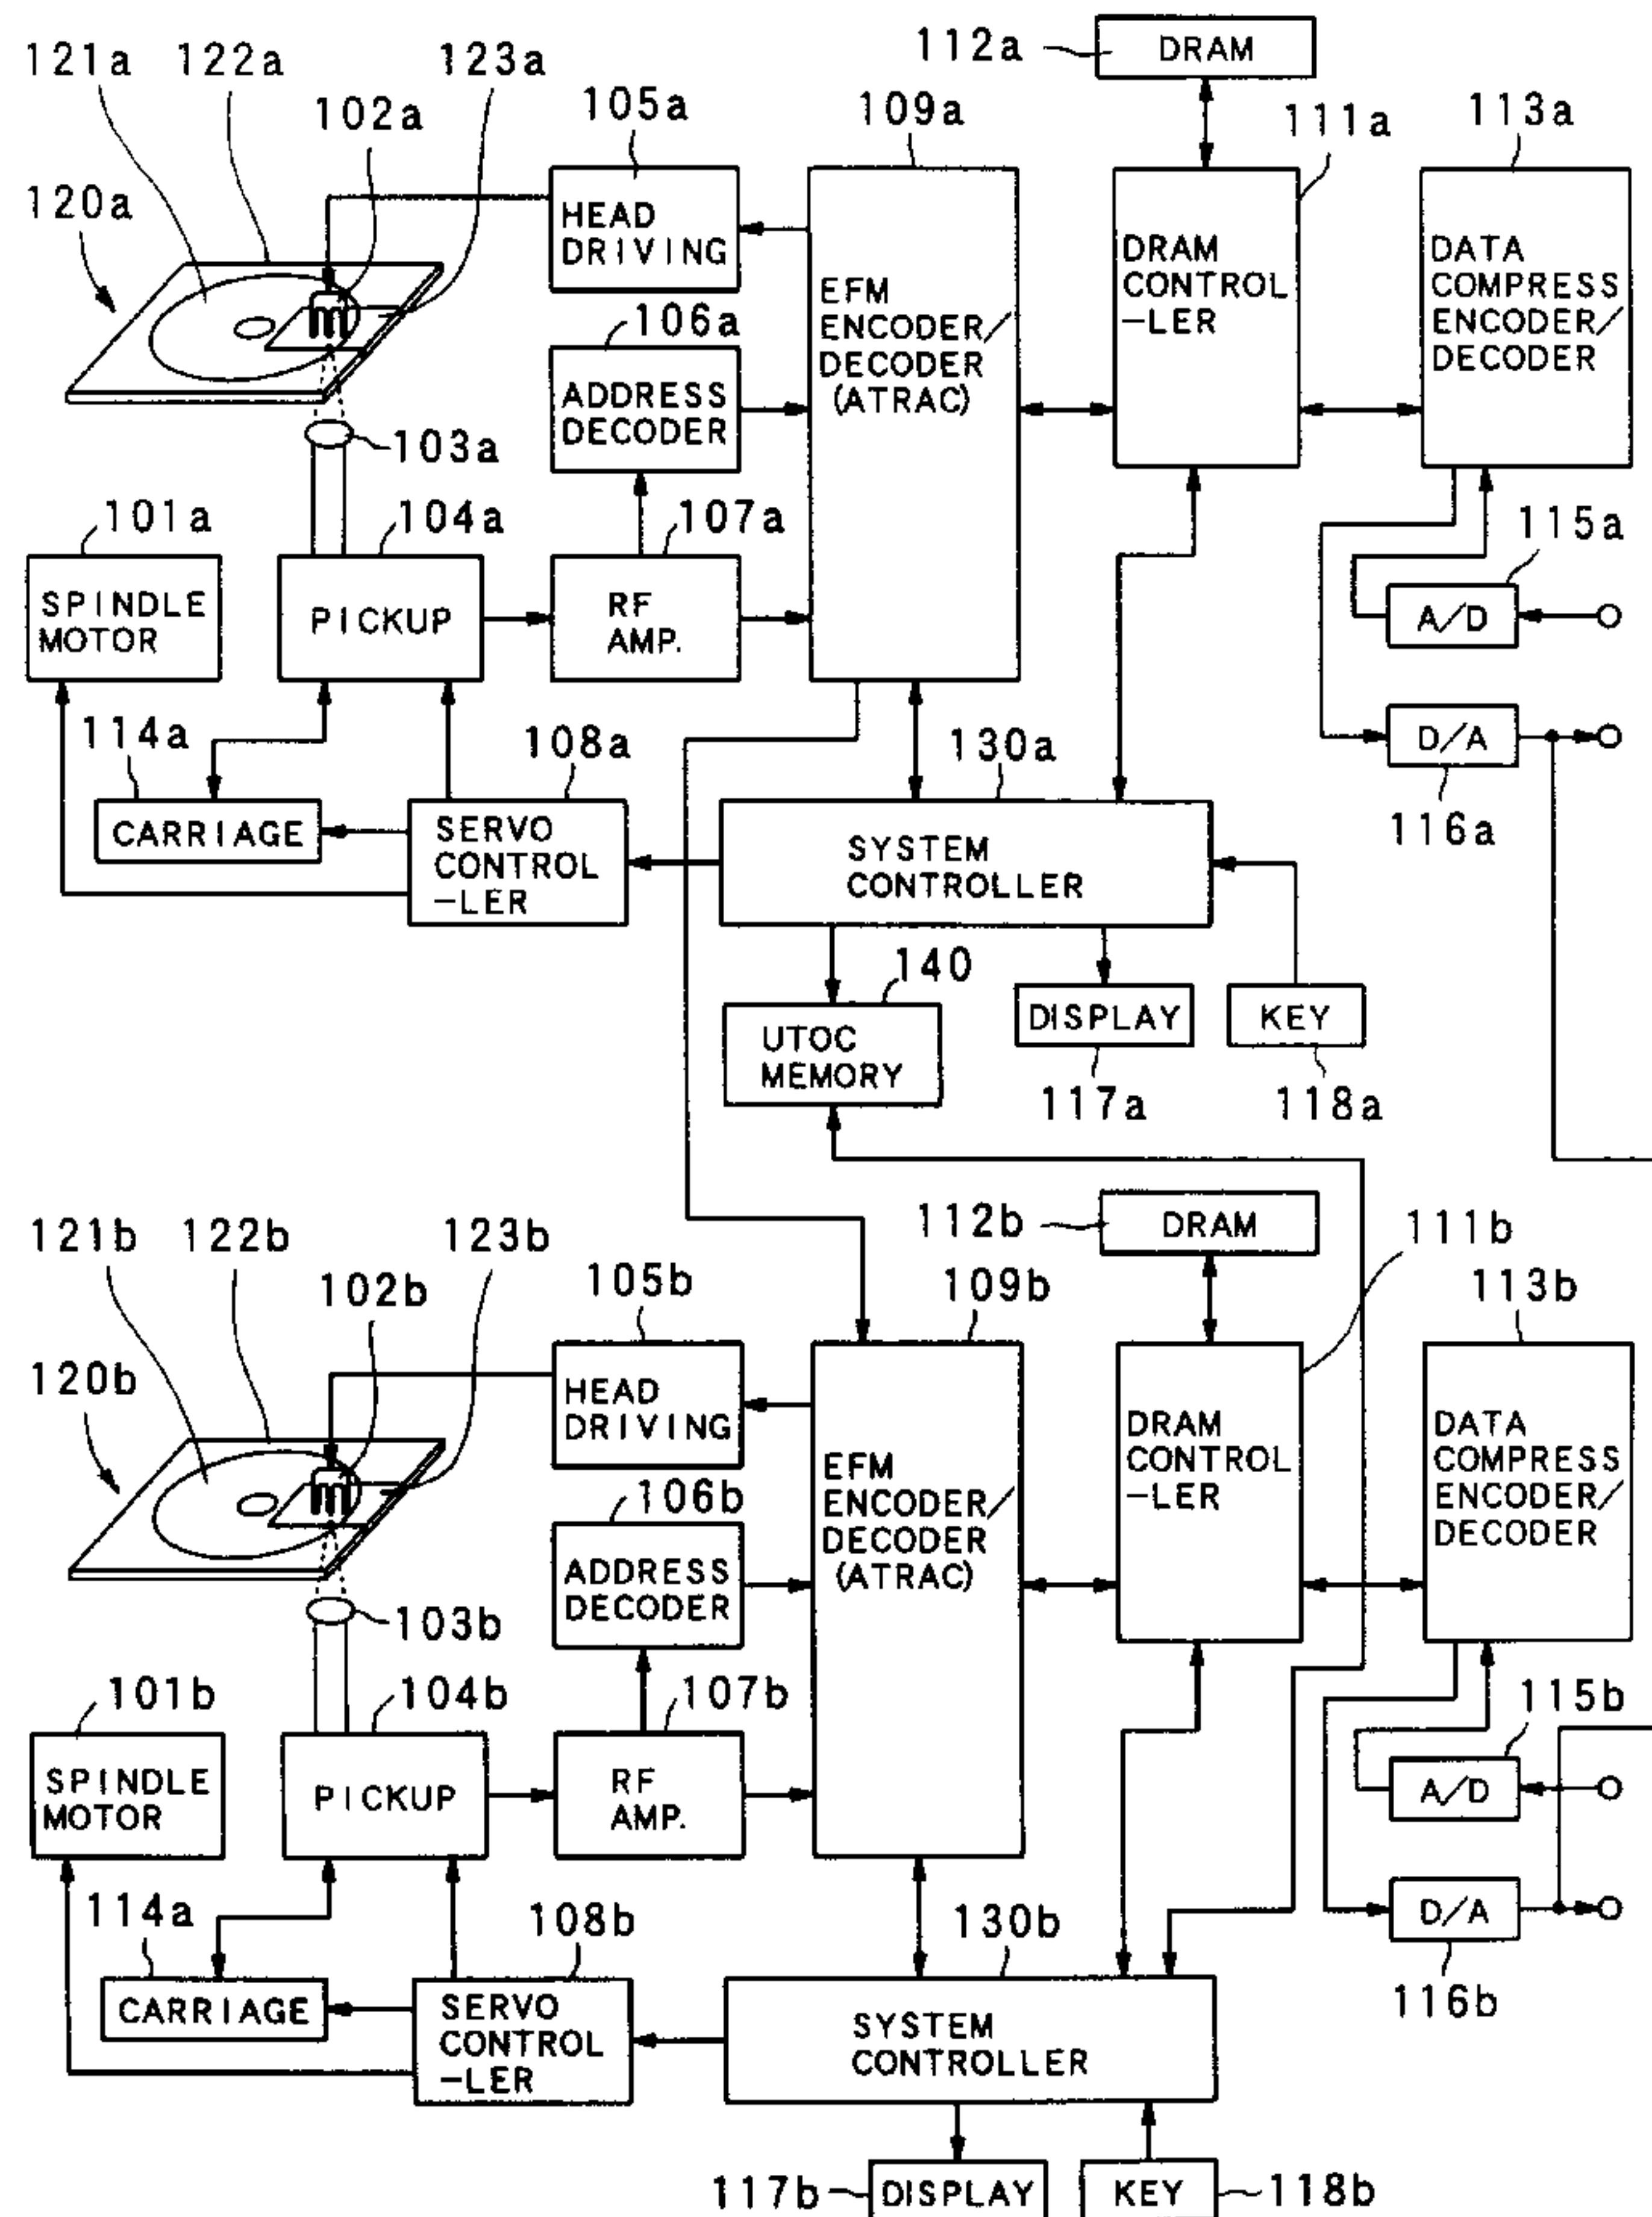 112a
DRAM
121a
122a
123a
102a
105a
109a
111a
113a
120a
HEAD
DRIVING
EFM
ENCODER/
DECODER
(ATRAC)
DRAM
CONTROL
-LER
DATA
COMPRESS
ENCODER/
DECODER
106a
ADDRESS
DECODER
103a
101a
104a
107a
115a
SPINDLE
MOTOR
PICKUP
RF
AMP.
A/D
114a
108a
130a
D/A
116a
CARRIAGE
SERVO
CONTROL
-LER
SYSTEM
CONTROLLER
140
UTOC
MEMORY
DISPLAY
KEY
117a
118a
112b
DRAM
121b
122b
123b
102b
105b
109b
111b
113b
120b
HEAD
DRIVING
EFM
ENCODER/
DECODER
(ATRAC)
DRAM
CONTROL
-LER
DATA
COMPRESS
ENCODER/
DECODER
106b
ADDRESS
DECODER
103b
101b
104b
107b
115b
SPINDLE
MOTOR
PICKUP
RF
AMP.
A/D
114a
108b
130b
D/A
116b
CARRIAGE
SERVO
CONTROL
-LER
SYSTEM
CONTROLLER
117b
DISPLAY
KEY
118b